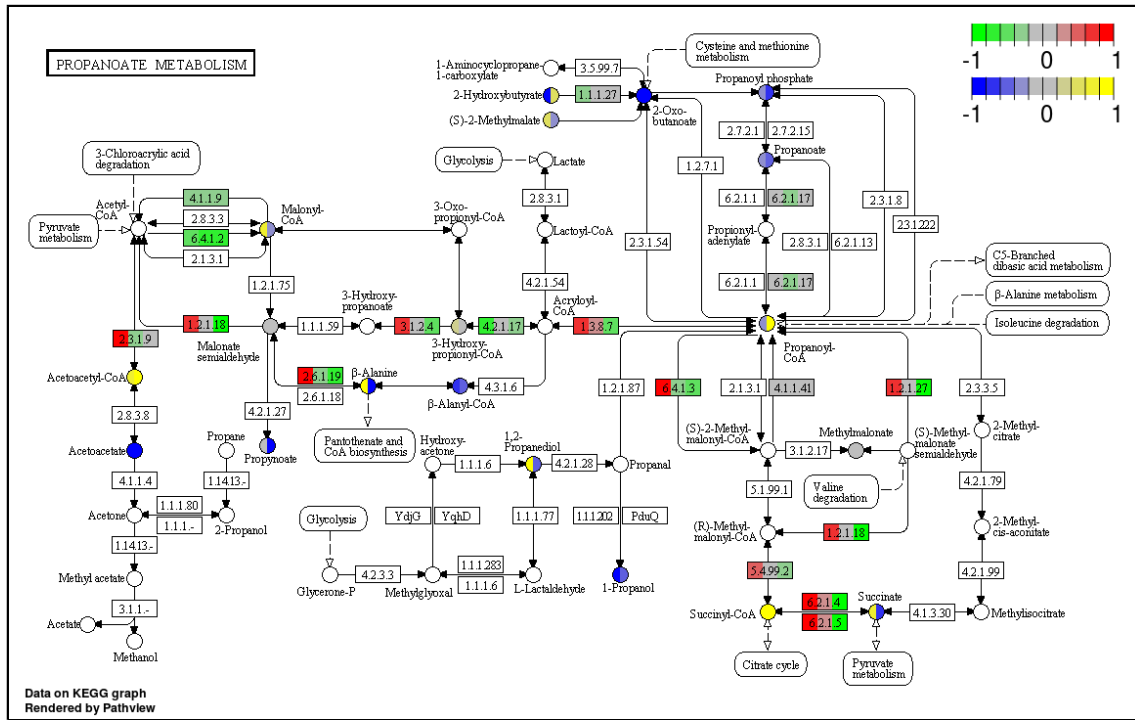 PROPANOATE METABOLISM
-1 0 1
-1 0 1
Cysteine and methionine
metabolism
1-Aminocyclopropane-
1-carboxylate
3.5.99.7
2-Hydroxybutyrate
1.1.1.27
2-Oxo-
butanoate
(S)-2-Methylmalate
Propanoyl phosphate
2.7.2.1
2.7.2.15
Propanoate
1.2.7.1
6.2.1.1
6.2.1.17
2.3.1.8
2.3.1.222
Propionyl-
adenylate
2.3.1.54
2.8.3.1
6.2.1.13
6.2.1.1
6.2.1.17
3-Chloroacrylic acid
degradation
Acetyl-
CoA
Pyruvate
metabolism
4.1.1.9
2.8.3.3
6.4.1.2
2.1.3.1
Malonyl-
CoA
Glycolysis
Lactate
2.8.3.1
3-Oxo-
propionyl-CoA
Lactoyl-CoA
4.2.1.54
Acryloyl-
CoA
C5-Branched
dibasic acid metabolism
β-Alanine metabolism
Isoleucine degradation
1.2.1.75
3-Hydroxy-
propanoate
1.2.1.18
Malonate
semialdehyde
1.1.1.59
3.1.2.4
3-Hydroxy-
propionyl-CoA
4.2.1.17
1.3.8.7
Propanoyl-
CoA
2.3.1.9
Acetoacetyl-CoA
2.6.1.19
2.6.1.18
β-Alanine
β-Alanyl-CoA
4.3.1.6
1.2.1.87
6.4.1.3
2.1.3.1
4.1.1.41
1.2.1.27
2.3.3.5
2.8.3.8
4.2.1.27
Acetoacetate
Propane
Propynoate
Pantothenate and
CoA biosynthesis
Hydroxy-
acetone
1.1.1.6
1,2-
Propanediol
4.2.1.28
Propanal
(S)-2-Methyl-
malonyl-CoA
3.1.2.17
Methylmalonate
(S)-Methyl-
malonate
semialdehyde
2-Methyl-
citrate
4.1.1.4
1.14.13.-
Acetone
1.1.1.80
1.1.1.-
2-Propanol
Glycolysis
YdjG
YqhD
1.1.1.77
1.1.1.202
PduQ
5.1.99.1
Valine
degradation
4.2.1.79
1.14.13.-
(R)-Methyl-
malonyl-CoA
1.2.1.18
2-Methyl-
cis-aconitate
Methyl acetate
Glycerone-P
4.2.3.3
Methylglyoxal
1.1.1.283
1.1.1.6
L-Lactaldehyde
1-Propanol
5.4.99.2
4.2.1.99
3.1.1.-
Acetate
Methanol
Succinyl-CoA
6.2.1.4
6.2.1.5
Succinate
4.1.3.30
Methylisocitrate
Citrate cycle
Pyruvate
metabolism
Data on KEGG graph
Rendered by Pathview